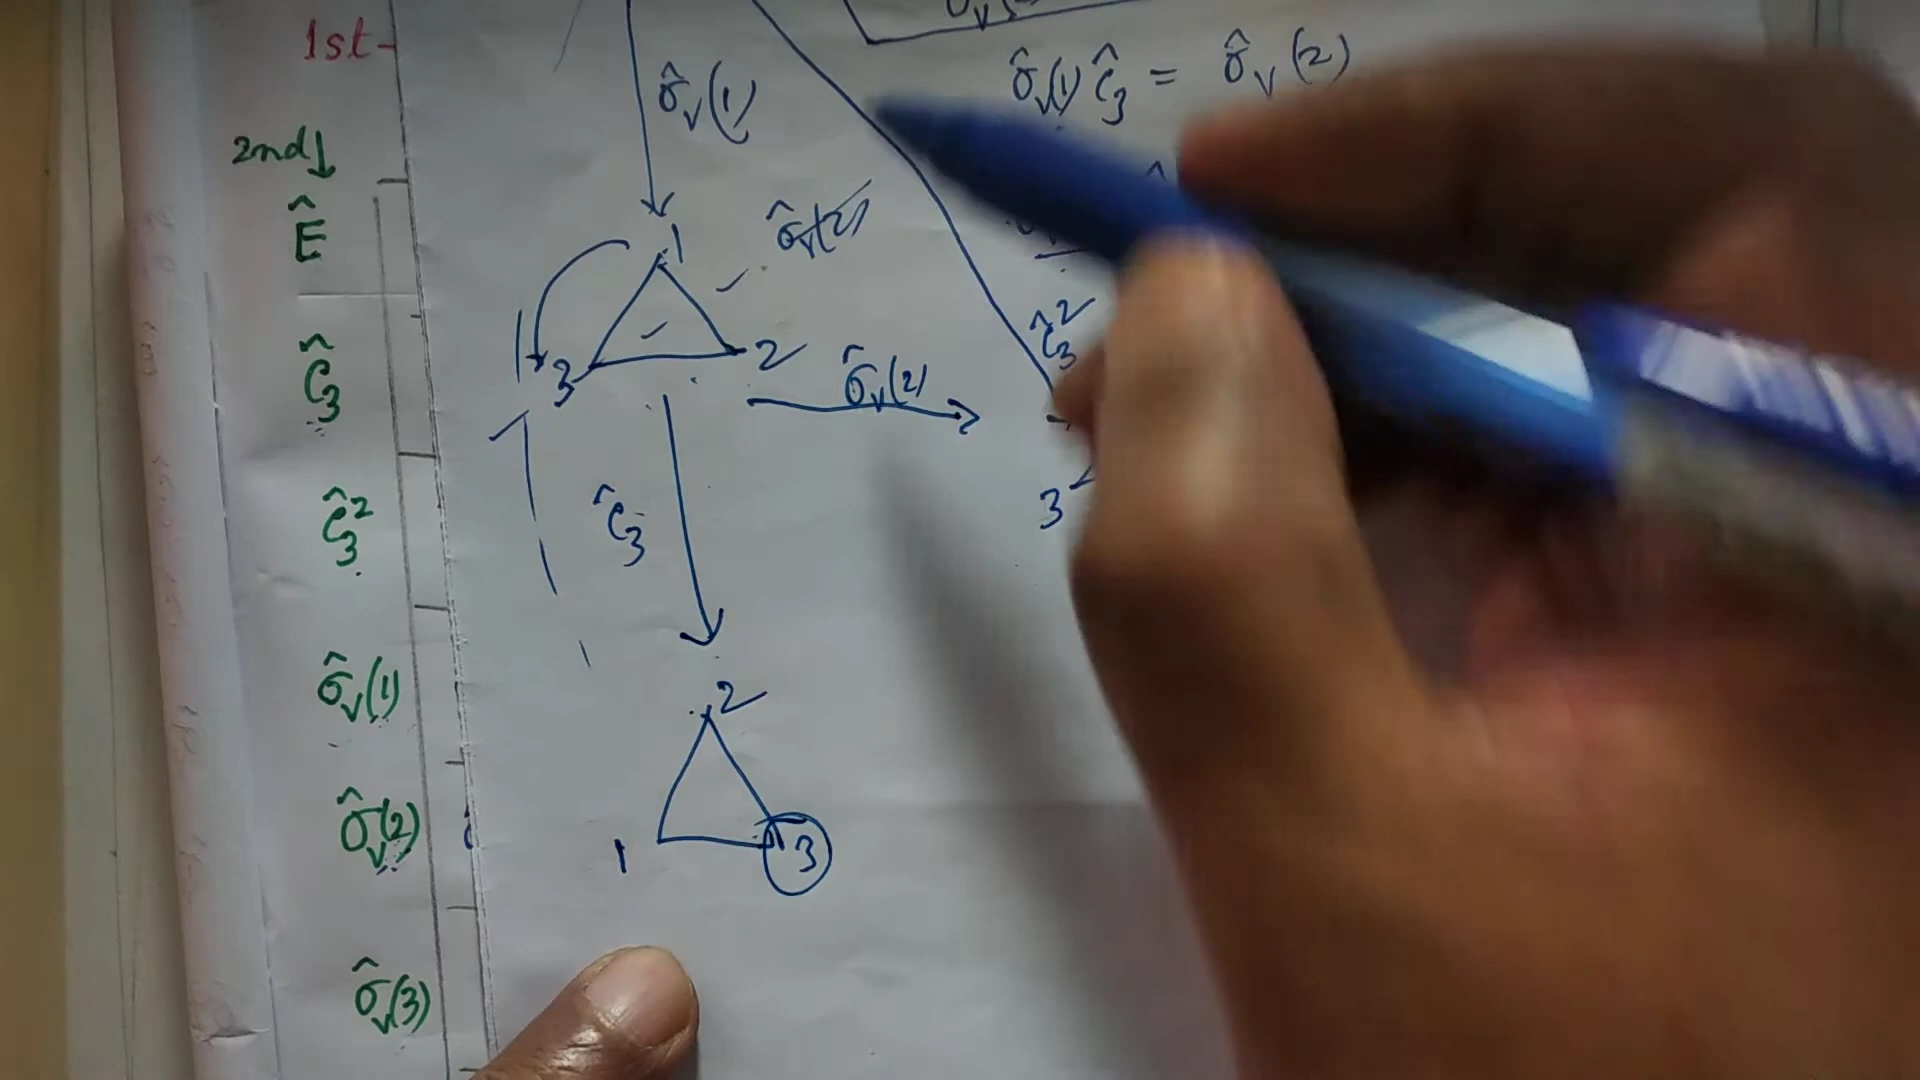 1st-
2nd↓
Ê
Ĉ₃
Ĉ₃²
σ̂ᵥ(1)
σ̂ᵥ(2)
σ̂ᵥ(3)
σ̂ᵥ(1)
σ̂ᵥ(1) Ĉ₃ = σ̂ᵥ(2)
σ̂ᵥ(2)
1
3
2
σ̂ᵥ(2)
Ĉ₃²
3
Ĉ₃
2
1
3